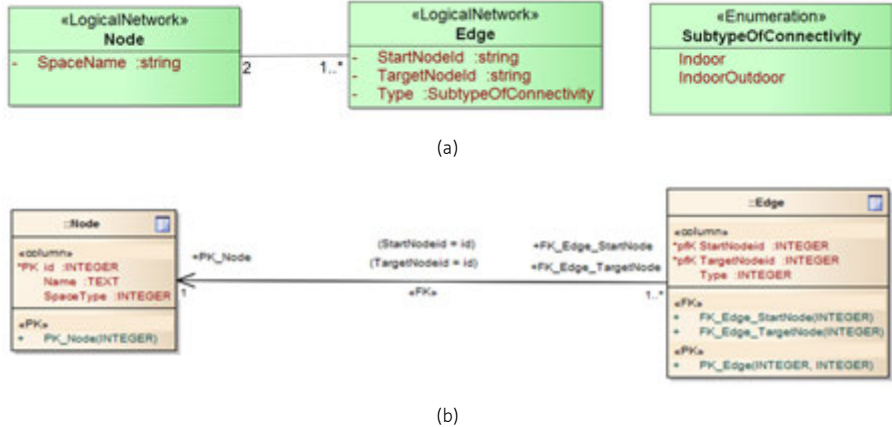 «LogicalNetwork»
Node
- SpaceName :string
2
1..*
«LogicalNetwork»
Edge
- StartNodeId :string
- TargetNodeId :string
- Type :SubtypeOfConnectivity
«Enumeration»
SubtypeOfConnectivity
Indoor
IndoorOutdoor
(a)
::Node
«column»
*PK id :INTEGER
Name :TEXT
SpaceType :INTEGER
«PK»
+ PK_Node(INTEGER)
+PK_Node
1
(StartNodeid = id)
(TargetNodeid = id)
«FK»
+FK_Edge_StartNode
+FK_Edge_TargetNode
1..*
::Edge
«column»
*pfK StartNodeid :INTEGER
*pfK TargetNodeid :INTEGER
Type :INTEGER
«FK»
+ FK_Edge_StartNode(INTEGER)
+ FK_Edge_TargetNode(INTEGER)
«PK»
+ PK_Edge(INTEGER, INTEGER)
(b)